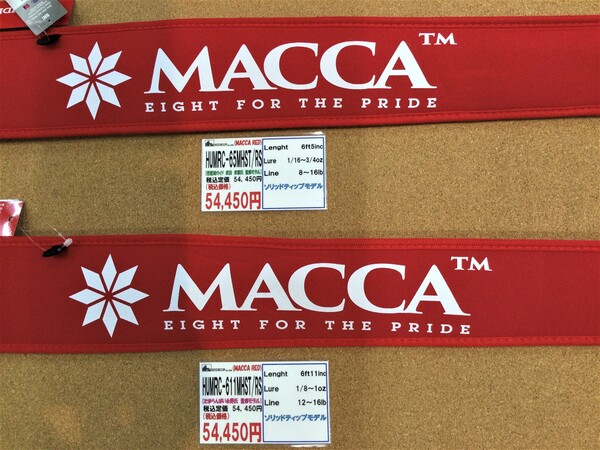 MACCA™
EIGHT FOR THE PRIDE
(MACCA RED)
HUMRC-65MHST/RS
税込定価 54,450円
(税込価格)
54,450円
Lenght 6ft5inc
Lure 1/16~3/4oz
Line 8~16lb
ソリッドティップモデル
MACCA™
EIGHT FOR THE PRIDE
(MACCA RED)
HUMRC-611MHST/RS
税込定価 54,450円
(税込価格)
54,450円
Lenght 6ft11inc
Lure 1/8~1oz
Line 12~16lb
ソリッドティップモデル